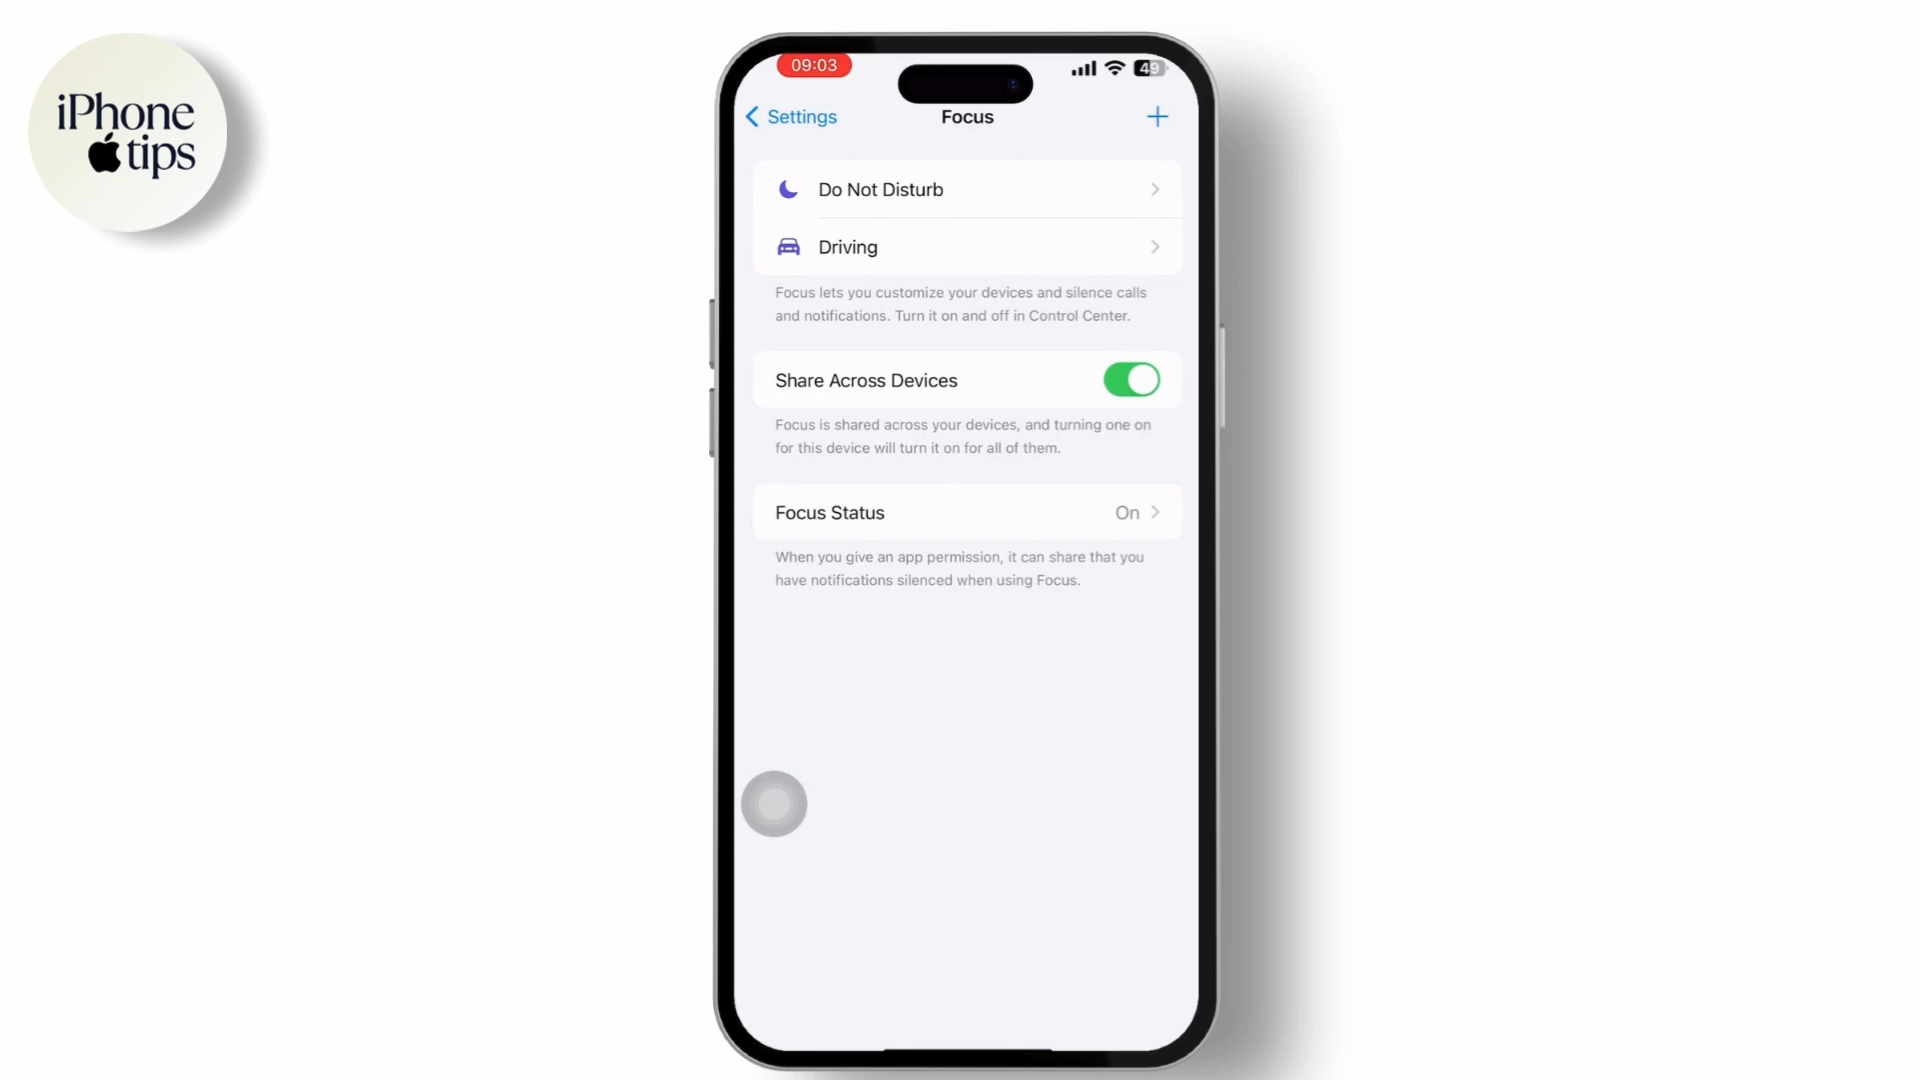 iPhone
tips
09:03
49
Settings
Focus
Do Not Disturb
Driving
Focus lets you customize your devices and silence calls
and notifications. Turn it on and off in Control Center.
Share Across Devices
Focus is shared across your devices, and turning one on
for this device will turn it on for all of them.
Focus Status
On
When you give an app permission, it can share that you
have notifications silenced when using Focus.